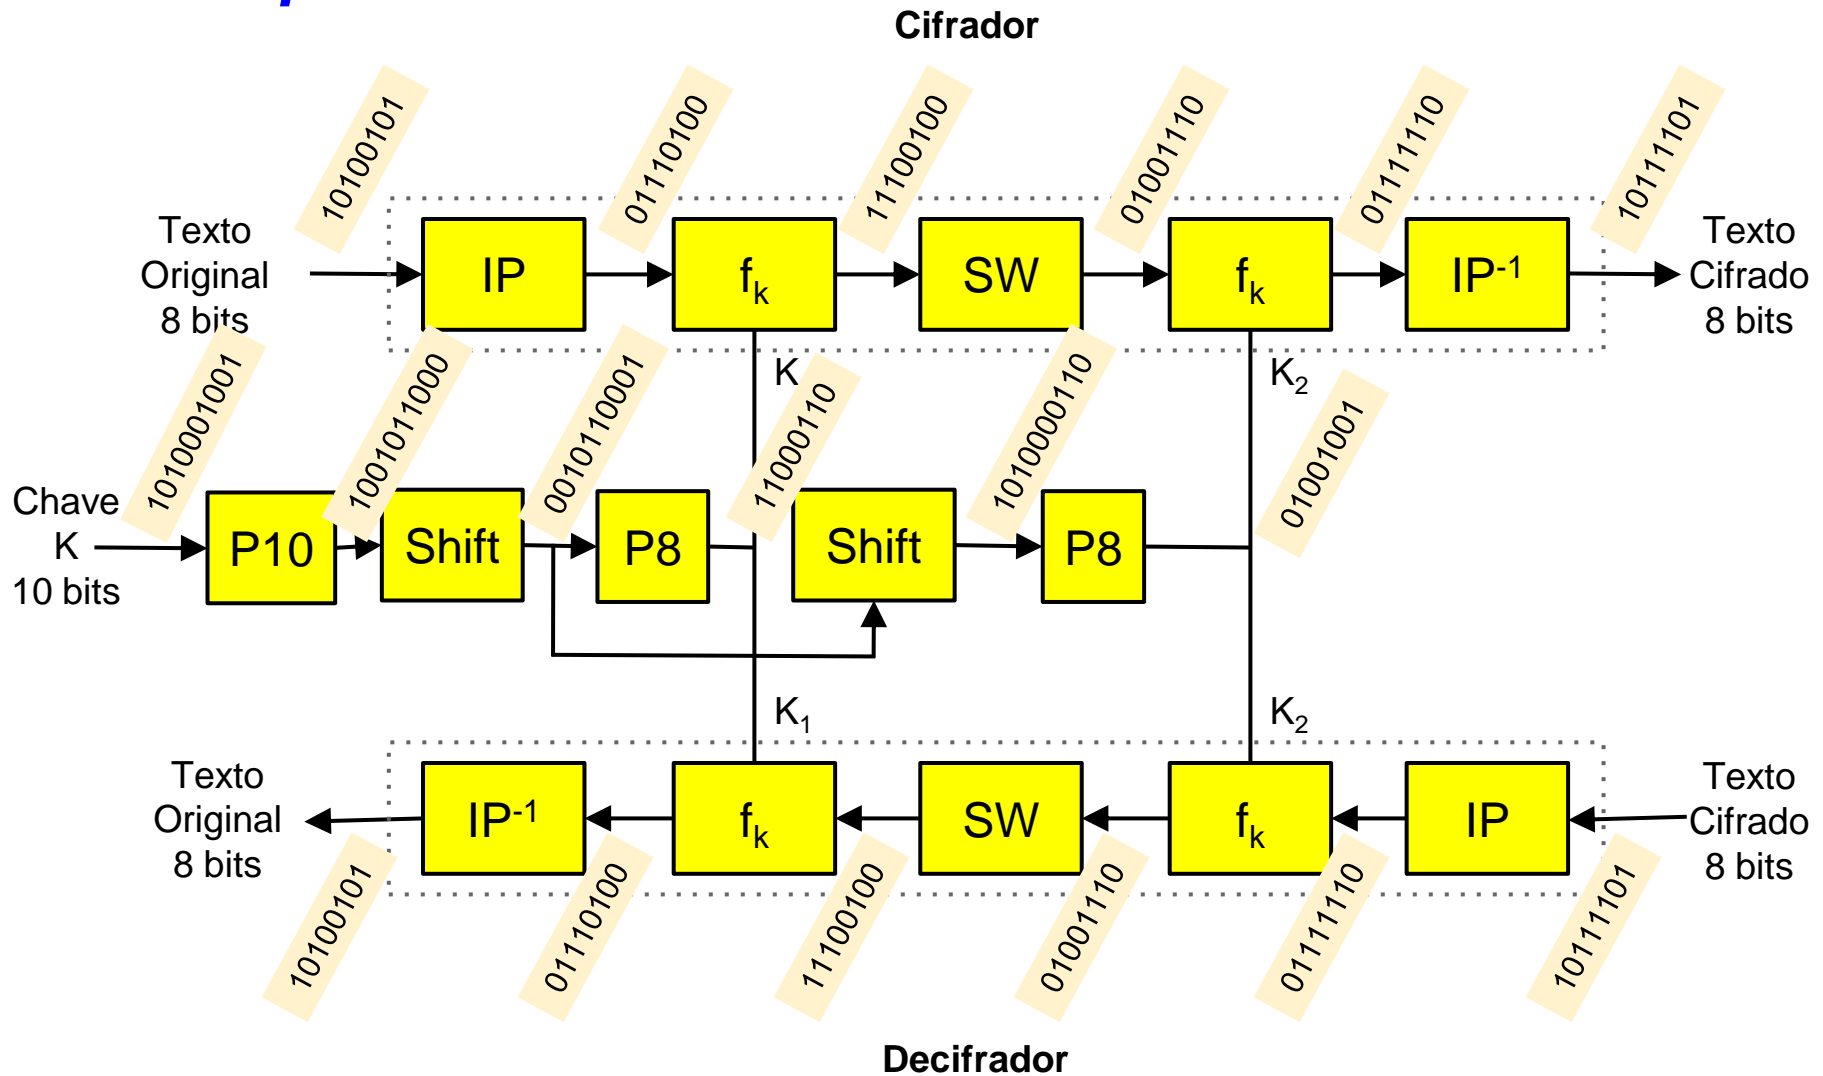 Cifrador
10100101
01110100
11100100
01001110
01111110
10111101
Texto
Original
8 bits
IP
fk
SW
fk
IP-1
Texto
Cifrado
8 bits
K
K2
1010001001
1001011000
0010110001
11000110
1010000110
01001001
Chave
K
10 bits
P10
Shift
P8
Shift
P8
K1
K2
Texto
Original
8 bits
IP-1
fk
SW
fk
IP
Texto
Cifrado
8 bits
10100101
01110100
11100100
01001110
01111110
10111101
Decifrador